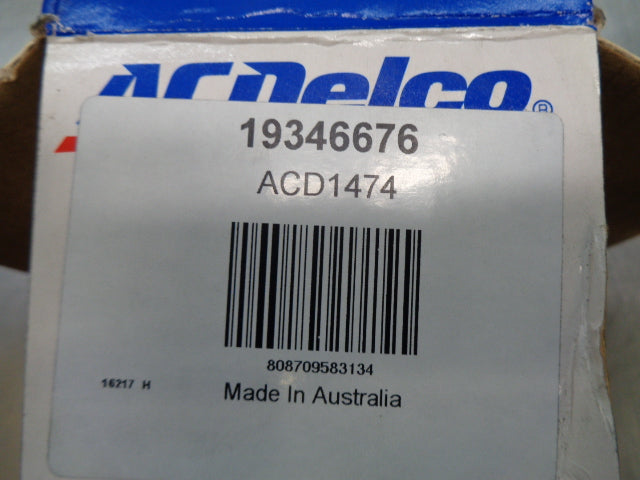 ACDelco®
19346676
ACD1474
808709583134
16217 H
Made In Australia